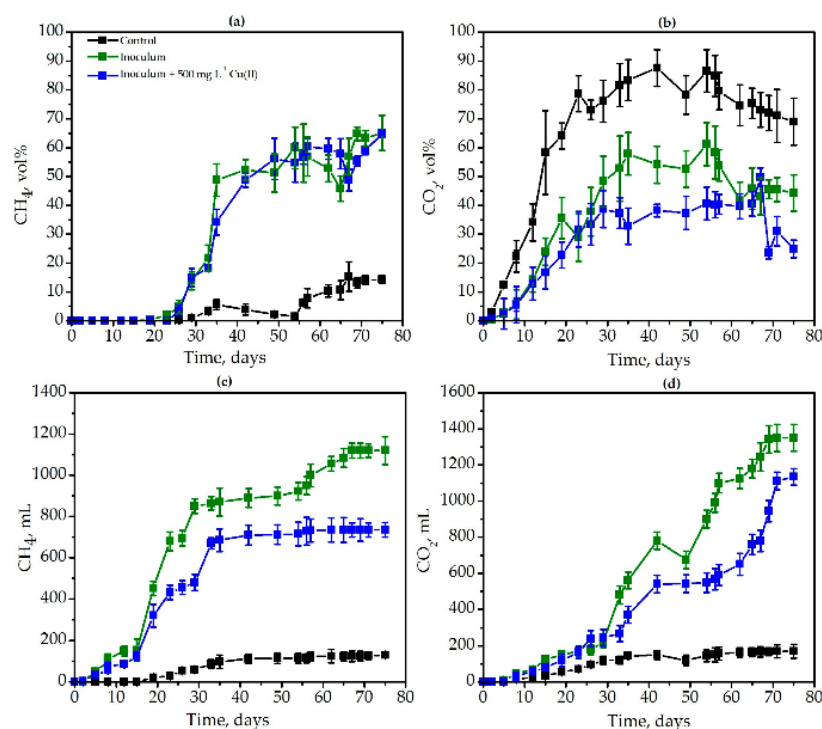 (a)
Control
Inoculum
Inoculum + 500 mg L⁻¹ Cu(II)
CH₄, vol%
100
90
80
70
60
50
40
30
20
10
0
0 10 20 30 40 50 60 70 80
Time, days
(b)
CO₂, vol%
100
90
80
70
60
50
40
30
20
10
0
0 10 20 30 40 50 60 70 80
Time, days
(c)
CH₄, mL
1400
1200
1000
800
600
400
200
0
0 10 20 30 40 50 60 70 80
Time, days
(d)
CO₂, mL
1600
1400
1200
1000
800
600
400
200
0
0 10 20 30 40 50 60 70 80
Time, days